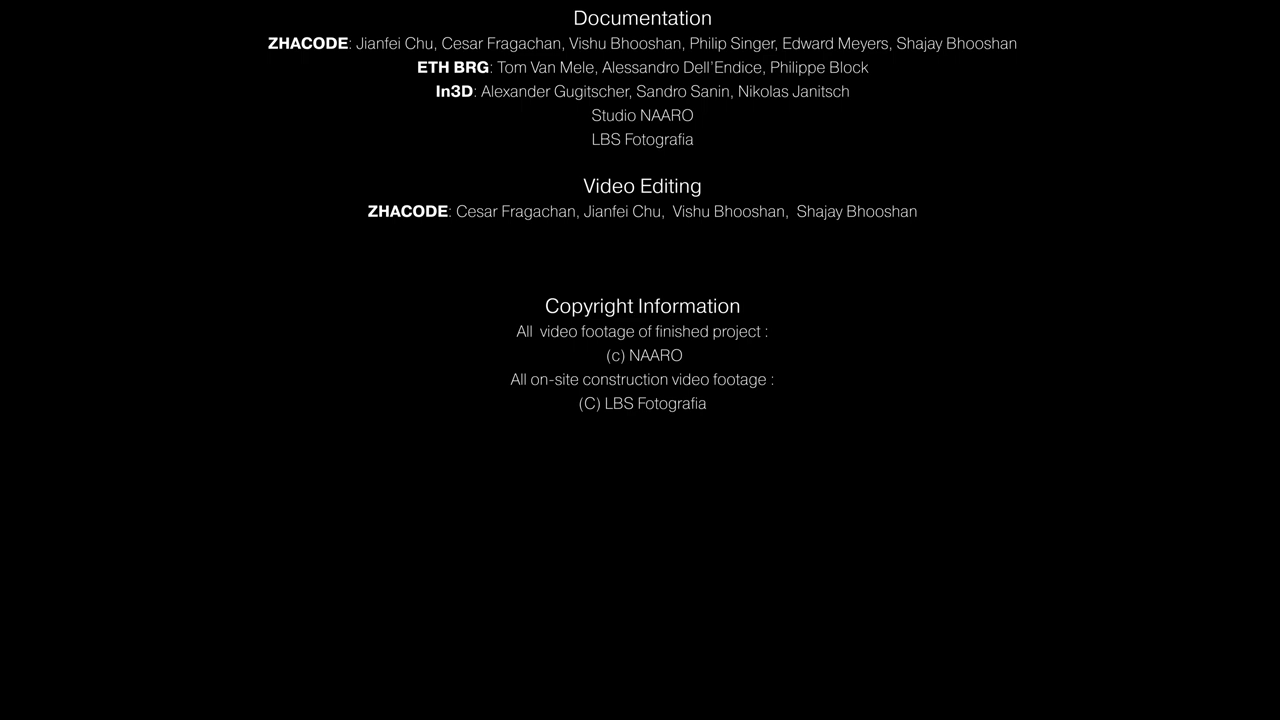 Documentation
ZHACODE: Jianfei Chu, Cesar Fragachan, Vishu Bhooshan, Philip Singer, Edward Meyers, Shajay Bhooshan
ETH BRG: Tom Van Mele, Alessandro Dell'Endice, Philippe Block
In3D: Alexander Gugitscher, Sandro Sanin, Nikolas Janitsch
Studio NAARO
LBS Fotografia
Video Editing
ZHACODE: Cesar Fragachan, Jianfei Chu,  Vishu Bhooshan,  Shajay Bhooshan
Copyright Information
All  video footage of finished project :
(c) NAARO
All on-site construction video footage :
(C) LBS Fotografia